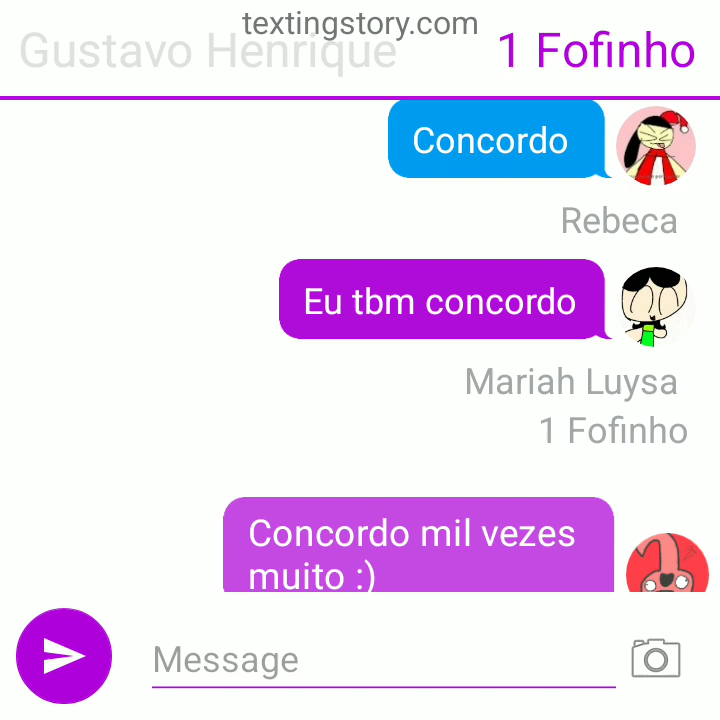 textingstory.com
Gustavo Henrique
1 Fofinho
Concordo
Rebeca
Eu tbm concordo
Mariah Luysa
1 Fofinho
Concordo mil vezes
muito :)
Message